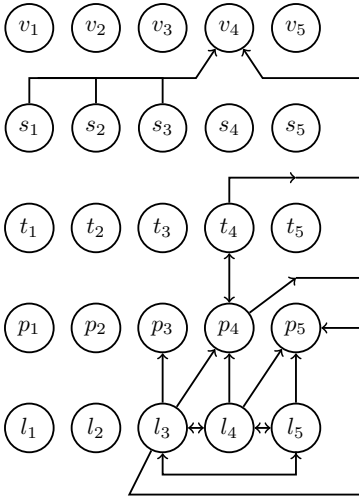 v₁ v₂ v₃ v₄ v₅
s₁ s₂ s₃ s₄ s₅
t₁ t₂ t₃ t₄ t₅
p₁ p₂ p₃ p₄ p₅
l₁ l₂ l₃ l₄ l₅